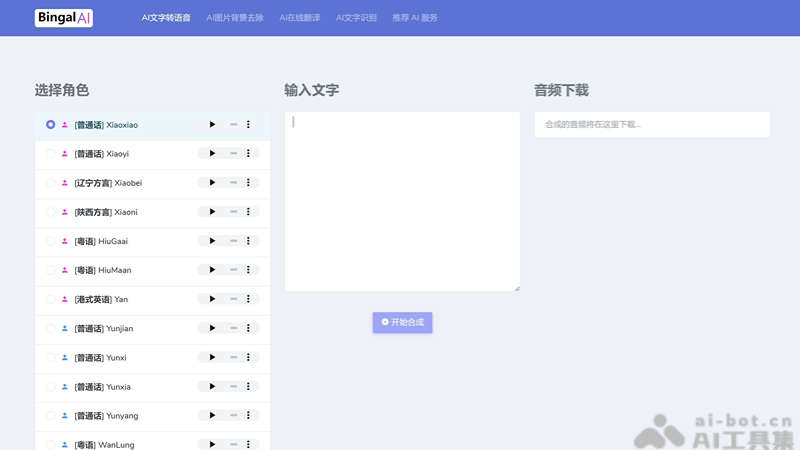 Bingal AI
AI文字转语音 AI图片背景去除 AI在线翻译 AI文字识别 推荐 AI 服务
选择角色
[普通话] Xiaoxiao
[普通话] Xiaoyi
[辽宁方言] Xiaobei
[陕西方言] Xiaoni
[粤语] HiuGaai
[粤语] HiuMaan
[港式英语] Yan
[普通话] Yunjian
[普通话] Yunxi
[普通话] Yunxia
[普通话] Yunyang
[粤语] WanLung
输入文字
开始合成
音频下载
合成的音频将在这里下载...
ai-bot.cn
AI工具集